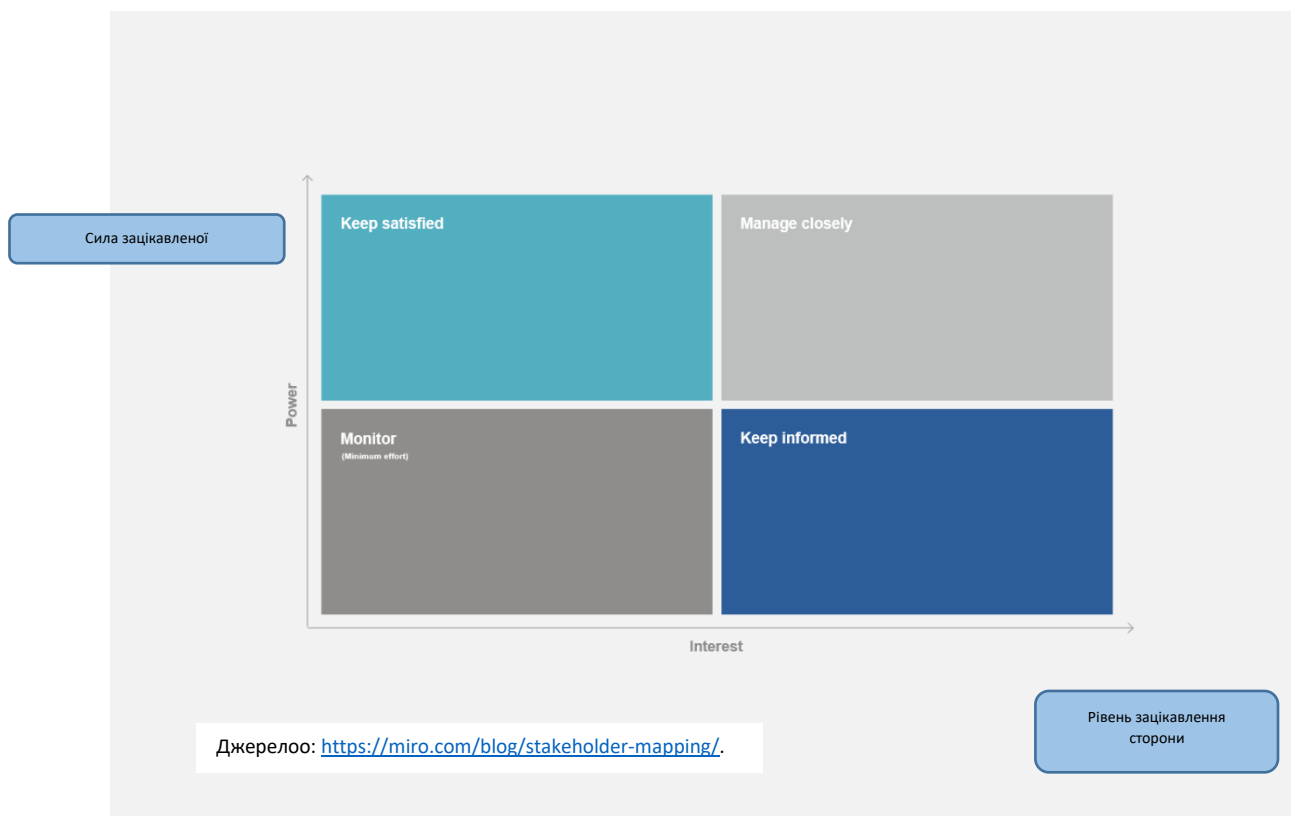 Сила зацікавленої
Keep satisfied
Manage closely
Power
Monitor
(Minimum effort)
Keep informed
Interest
Рівень зацікавлення
сторони
Джерелоо: https://miro.com/blog/stakeholder-mapping/.